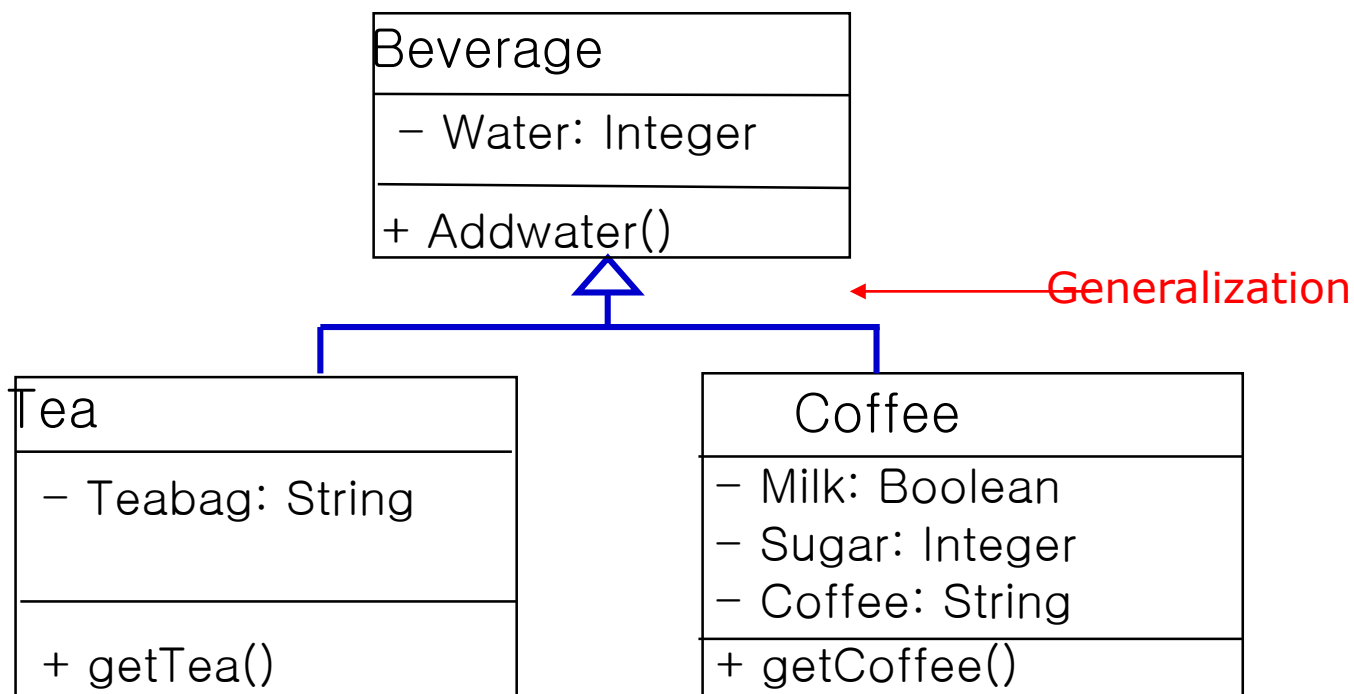 Beverage
- Water: Integer
+ Addwater()
Generalization
Tea
- Teabag: String
+ getTea()
Coffee
- Milk: Boolean
- Sugar: Integer
- Coffee: String
+ getCoffee()